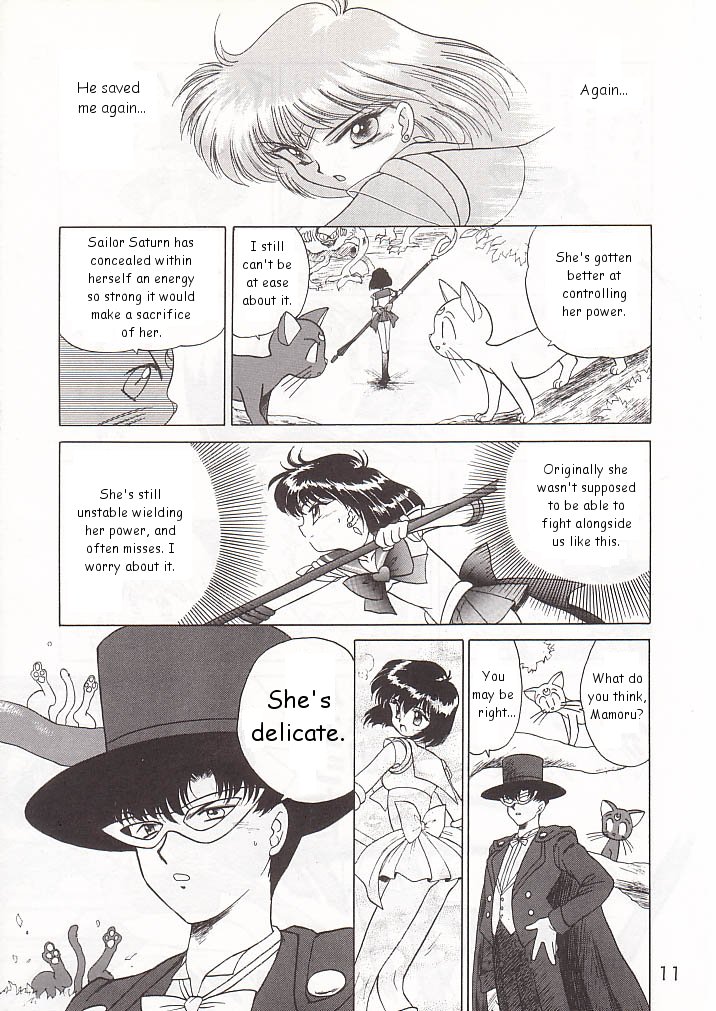 Again...
He saved
me again...
She's gotten
better at
controlling
her power.
I still
can't be
at ease
about it.
Sailor Saturn has
concealed within
herself an energy
so strong it would
make a sacrifice
of her.
Originally she
wasn't supposed
to be able to
fight alongside
us like this.
She's still
unstable wielding
her power, and
often misses. I
worry about it.
What do
you think,
Mamoru?
You
may be
right...
She's
delicate.
11